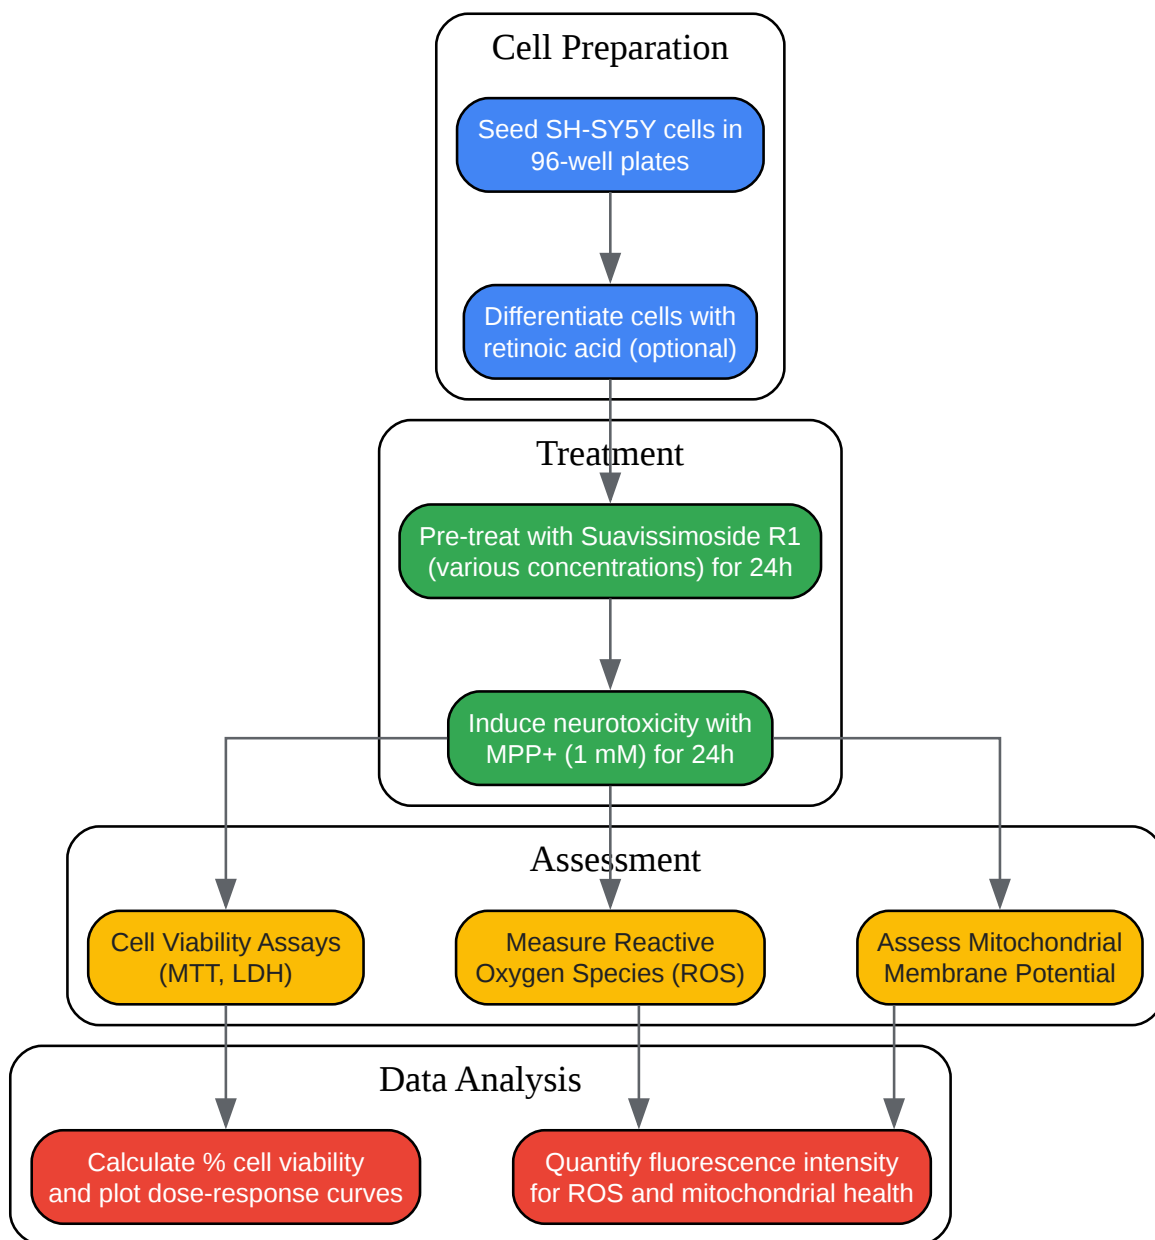 Cell Preparation
Seed SH-SY5Y cells in
96-well plates
Differentiate cells with
retinoic acid (optional)
Treatment
Pre-treat with Suavissimoside R1
(various concentrations) for 24h
Induce neurotoxicity with
MPP+ (1 mM) for 24h
Assessment
Cell Viability Assays
(MTT, LDH)
Measure Reactive
Oxygen Species (ROS)
Assess Mitochondrial
Membrane Potential
Data Analysis
Calculate % cell viability
and plot dose-response curves
Quantify fluorescence intensity
for ROS and mitochondrial health